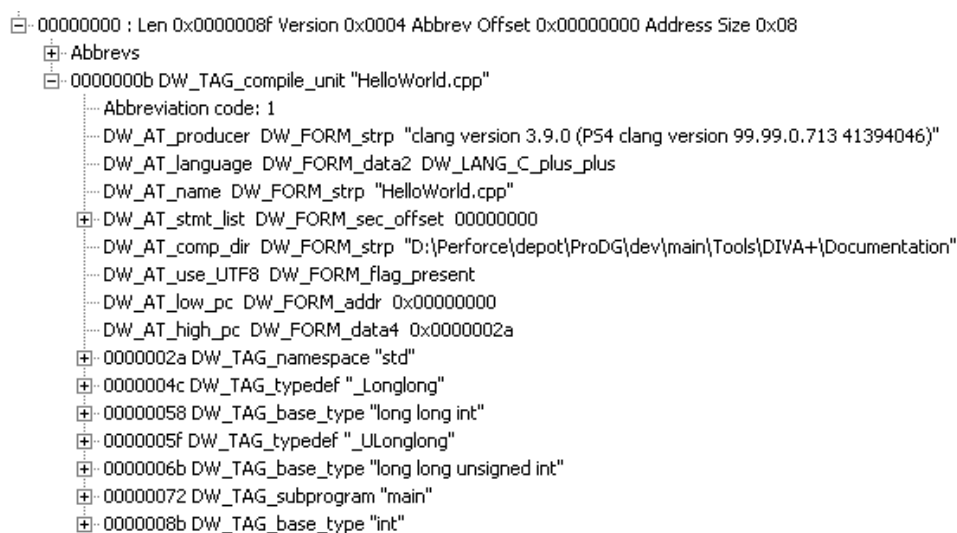 00000000 : Len 0x0000008f Version 0x0004 Abbrev Offset 0x00000000 Address Size 0x08
Abbrevs
0000000b DW_TAG_compile_unit "HelloWorld.cpp"
Abbreviation code: 1
DW_AT_producer DW_FORM_strp "clang version 3.9.0 (PS4 clang version 99.99.0.713 41394046)"
DW_AT_language DW_FORM_data2 DW_LANG_C_plus_plus
DW_AT_name DW_FORM_strp "HelloWorld.cpp"
DW_AT_stmt_list DW_FORM_sec_offset 00000000
DW_AT_comp_dir DW_FORM_strp "D:\Perforce\depot\ProDG\dev\main\Tools\DIVA+\Documentation"
DW_AT_use_UTF8 DW_FORM_flag_present
DW_AT_low_pc DW_FORM_addr 0x00000000
DW_AT_high_pc DW_FORM_data4 0x0000002a
0000002a DW_TAG_namespace "std"
0000004c DW_TAG_typedef "_Longlong"
00000058 DW_TAG_base_type "long long int"
0000005f DW_TAG_typedef "_ULonglong"
0000006b DW_TAG_base_type "long long unsigned int"
00000072 DW_TAG_subprogram "main"
0000008b DW_TAG_base_type "int"